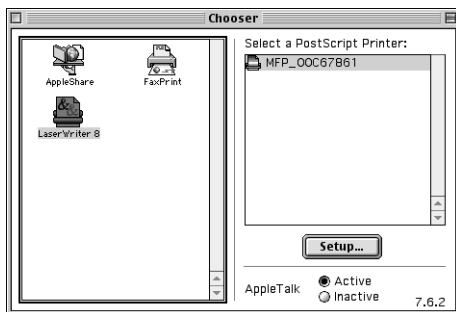 Chooser
AppleShare
FaxPrint
LaserWriter 8
Select a PostScript Printer:
MFP_00C67B61
Setup...
AppleTalk
Active
Inactive
7.6.2